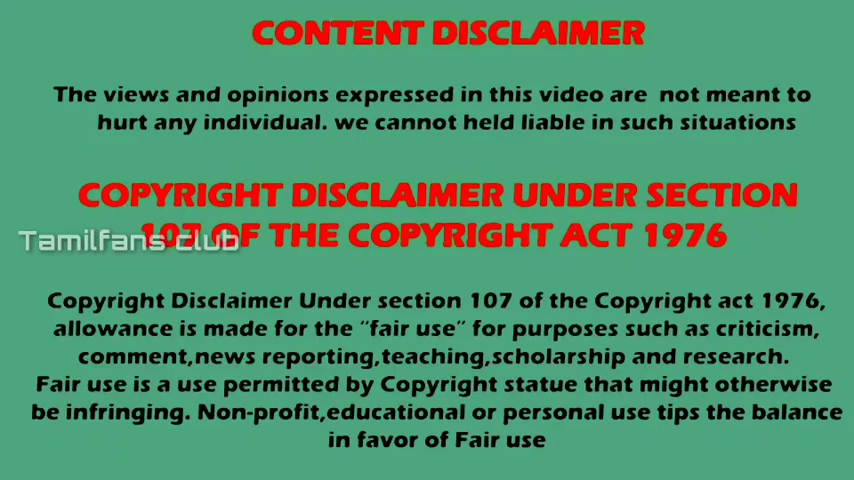 CONTENT DISCLAIMER
The views and opinions expressed in this video are not meant to
hurt any individual. we cannot held liable in such situations
COPYRIGHT DISCLAIMER UNDER SECTION
107 OF THE COPYRIGHT ACT 1976
Tamilfans club
Copyright Disclaimer Under section 107 of the Copyright act 1976,
allowance is made for the “fair use” for purposes such as criticism,
comment,news reporting,teaching,scholarship and research.
Fair use is a use permitted by Copyright statue that might otherwise
be infringing. Non-profit,educational or personal use tips the balance
in favor of Fair use